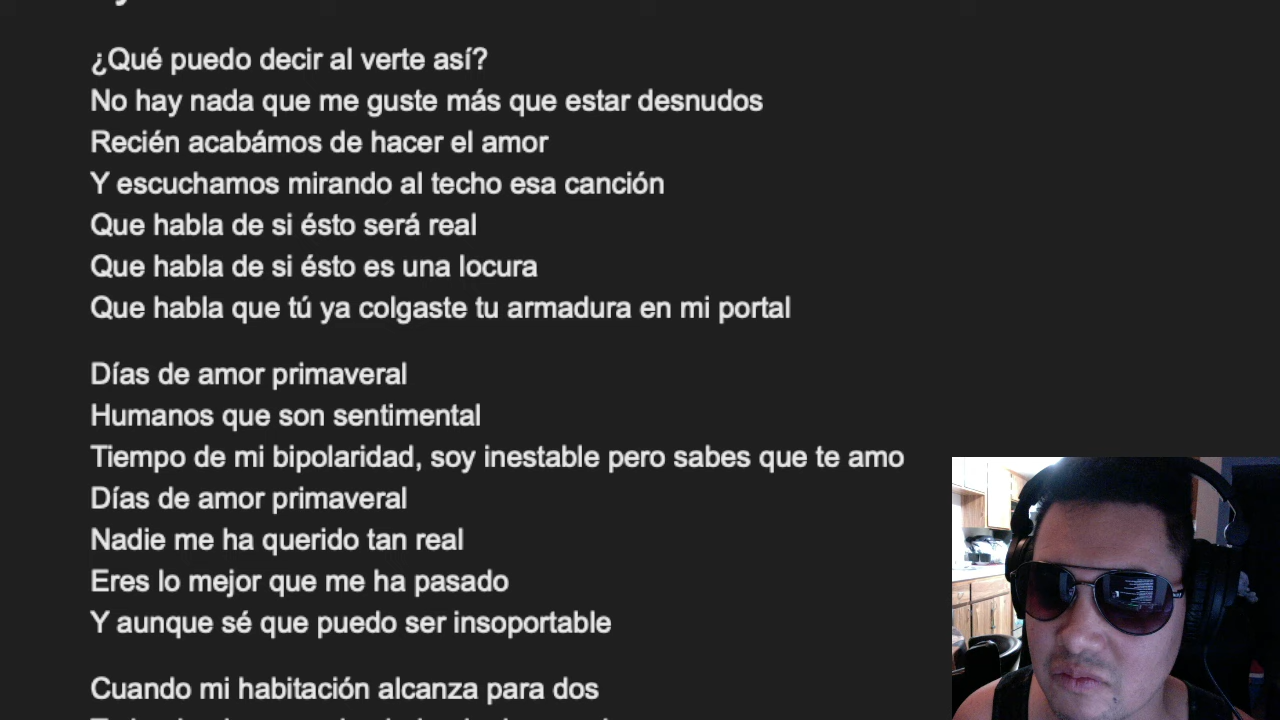 ¿Qué puedo decir al verte así?
No hay nada que me guste más que estar desnudos
Recién acabámos de hacer el amor
Y escuchamos mirando al techo esa canción
Que habla de si ésto será real
Que habla de si ésto es una locura
Que habla que tú ya colgaste tu armadura en mi portal
Días de amor primaveral
Humanos que son sentimental
Tiempo de mi bipolaridad, soy inestable pero sabes que te amo
Días de amor primaveral
Nadie me ha querido tan real
Eres lo mejor que me ha pasado
Y aunque sé que puedo ser insoportable
Cuando mi habitación alcanza para dos